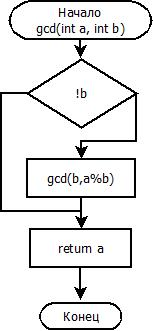 Начало
gcd(int a, int b)
!b
gcd(b,a%b)
return a
Конец